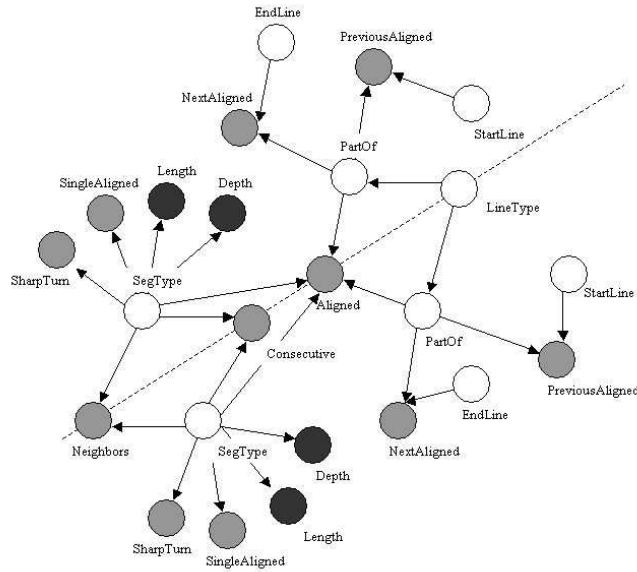 EndLine
PreviousAligned
NextAligned
StartLine
PartOf
Length
SingleAligned
Depth
LineType
SharpTurn
SegType
StartLine
Aligned
PartOf
Consecutive
PreviousAligned
EndLine
Neighbors
SegType
NextAligned
Depth
Length
SharpTurn
SingleAligned